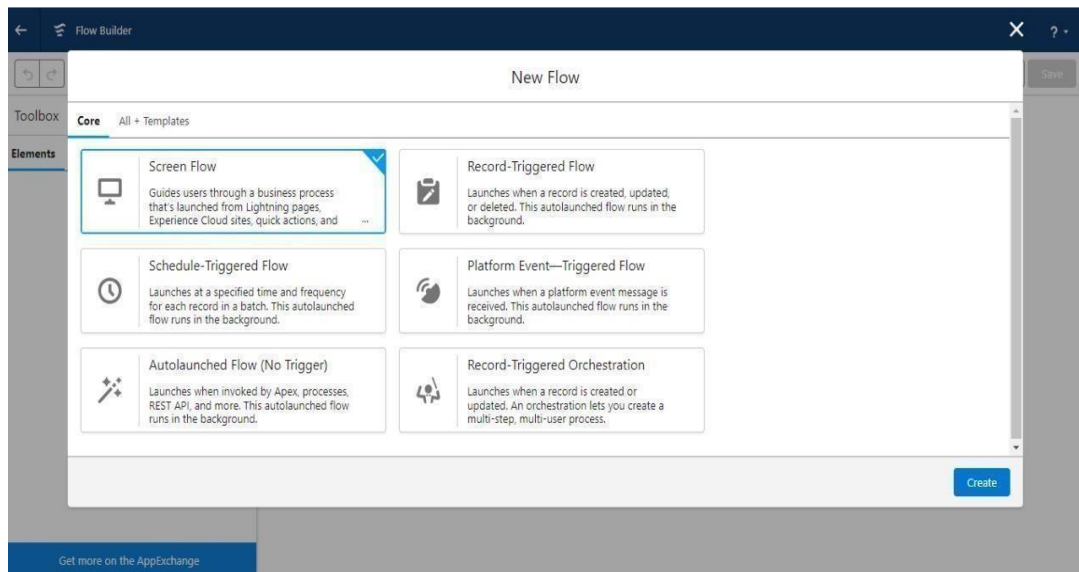 Flow Builder
? 
Save
New Flow
Toolbox
Core
All + Templates
Elements
Screen Flow
Guides users through a business process
that's launched from Lightning pages,
Experience Cloud sites, quick actions, and ...
Record-Triggered Flow
Launches when a record is created, updated,
or deleted. This autolaunched flow runs in the
background.
Schedule-Triggered Flow
Launches at a specified time and frequency
for each record in a batch. This autolaunched
flow runs in the background.
Platform Event—Triggered Flow
Launches when a platform event message is
received. This autolaunched flow runs in the
background.
Autolaunched Flow (No Trigger)
Launches when invoked by Apex, processes,
REST API, and more. This autolaunched flow
runs in the background.
Record-Triggered Orchestration
Launches when a record is created or
updated. An orchestration lets you create a
multi-step, multi-user process.
Create
Get more on the AppExchange